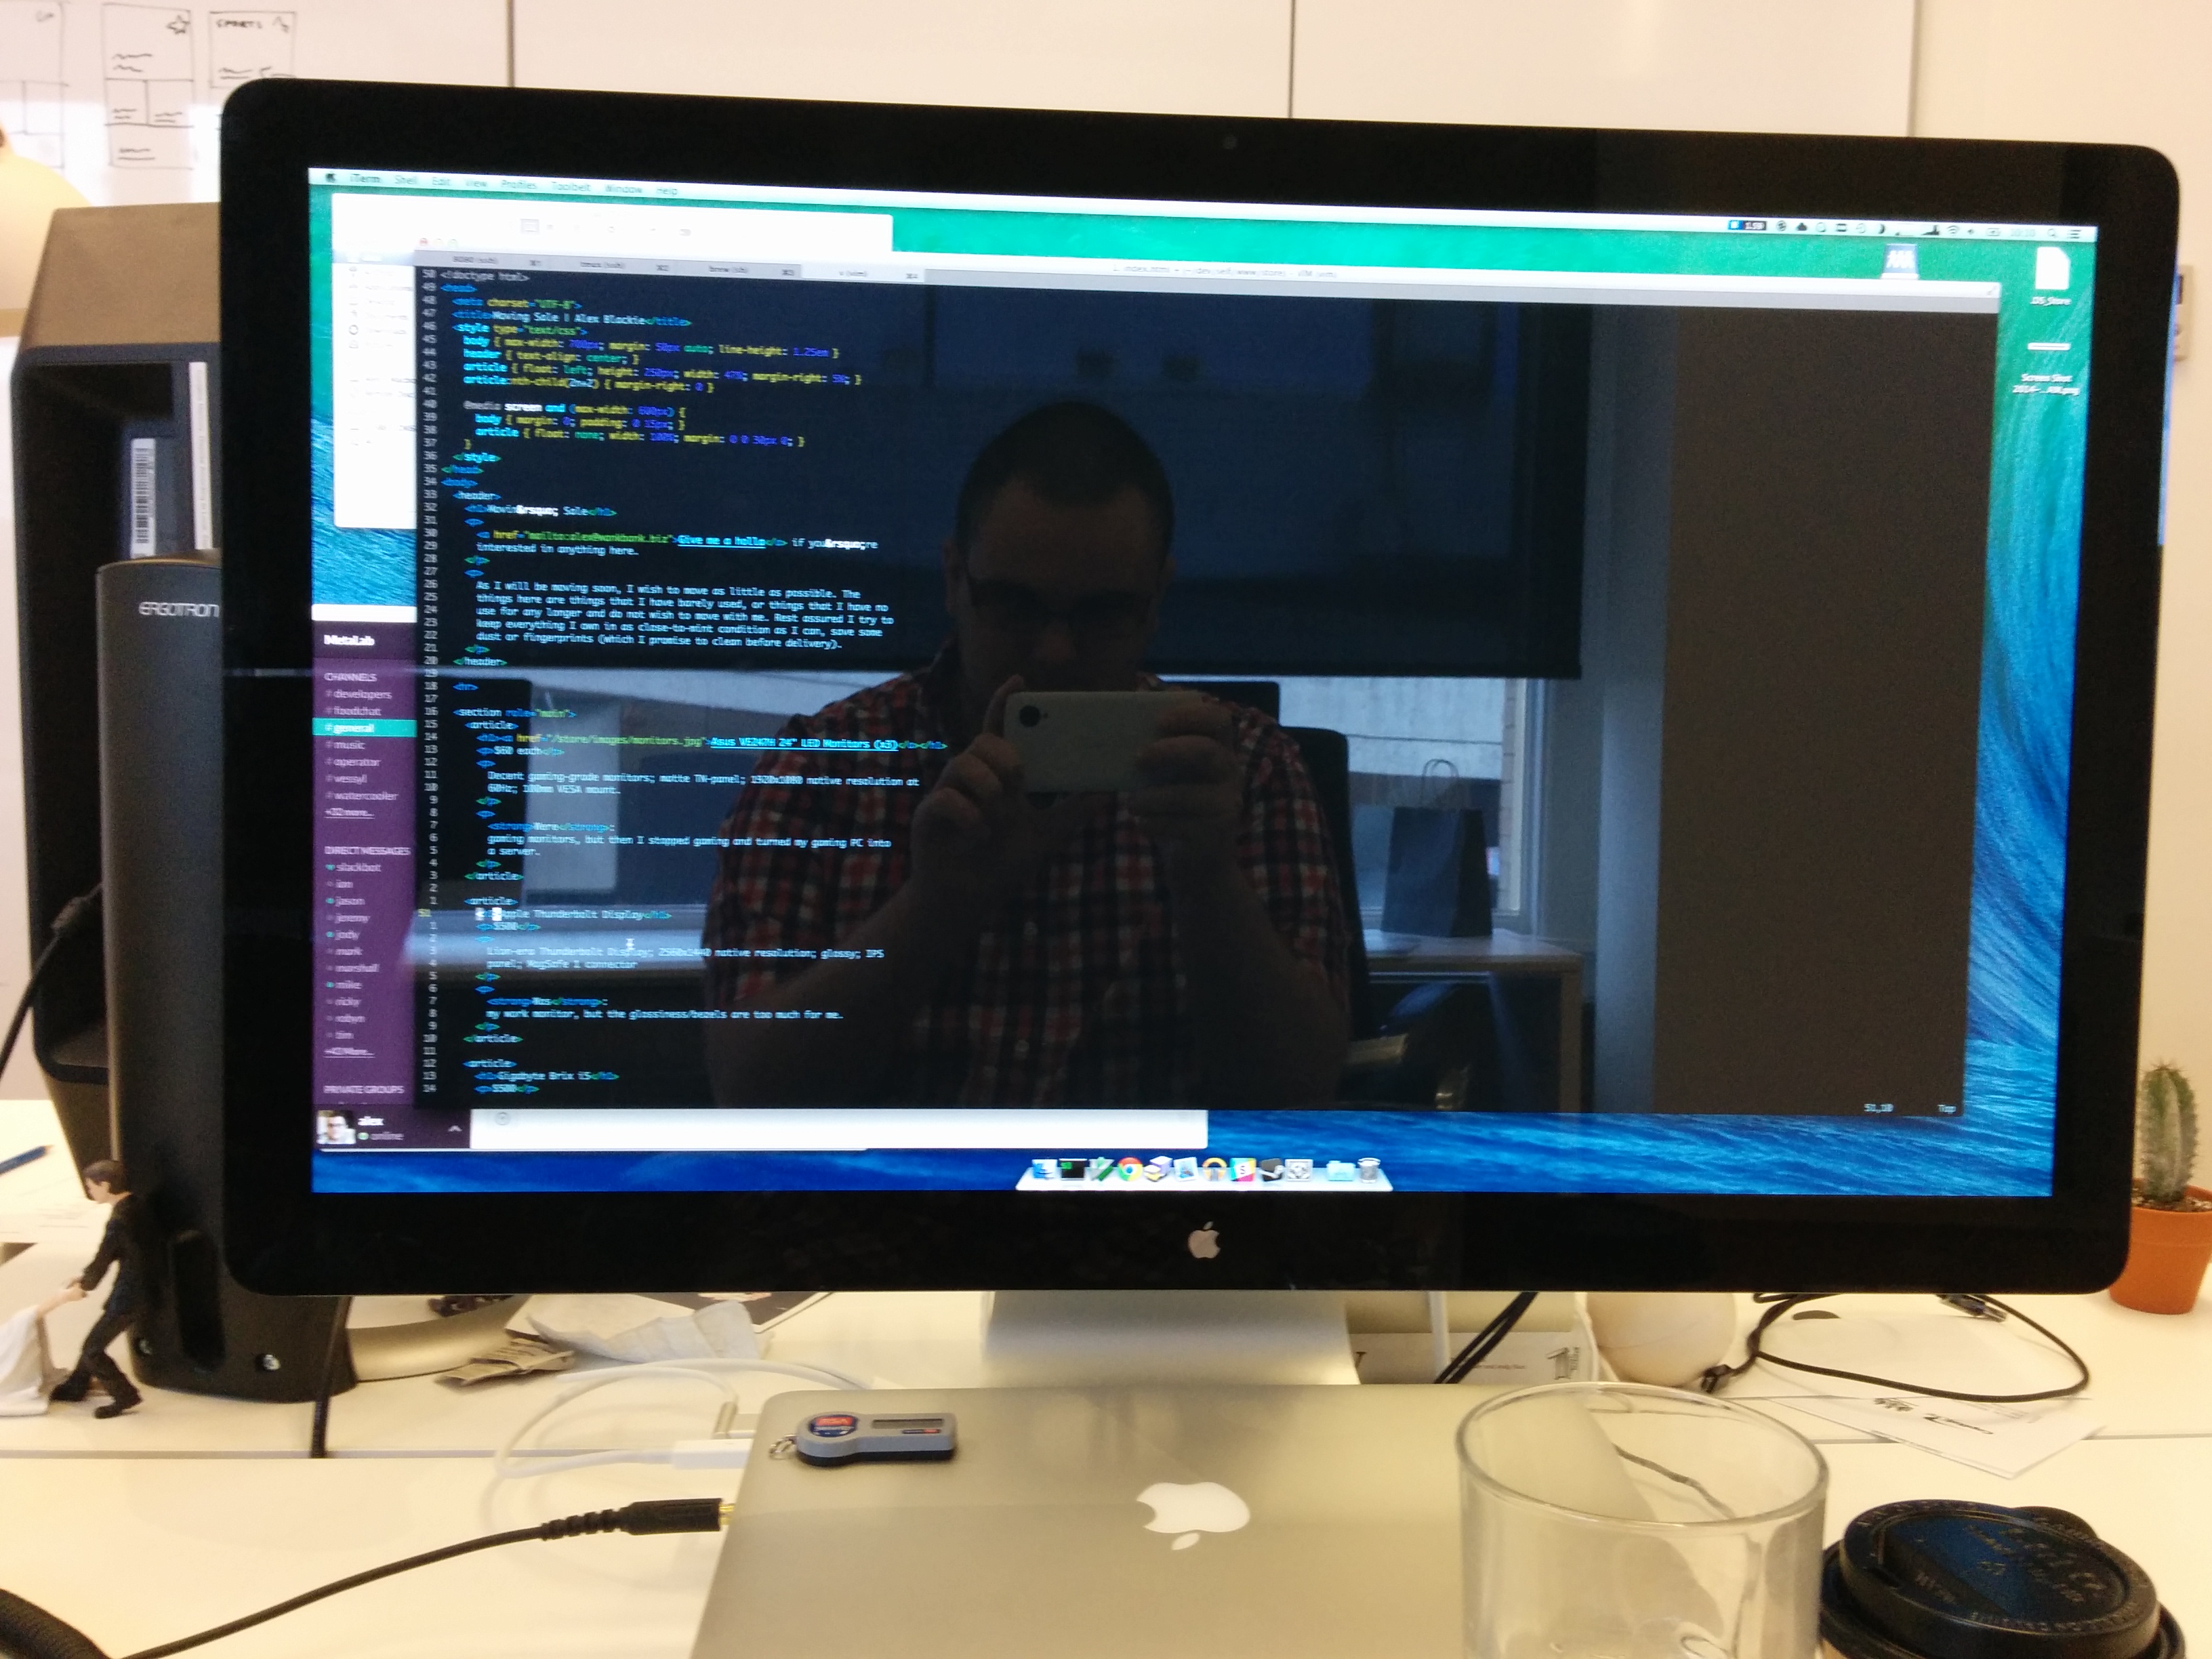 SPORTS
iTerm Shell Edit View Profiles Toolbelt Window Help
50 <!doctype html>
49 <head>
48 <meta charset="UTF-8">
47 <title>Moving Sale | Alex Blackie</title>
46 <style type="text/css">
45 body { max-width: 700px; margin: 50px auto; line-height: 1.25em }
44 header { text-align: center; }
43 article { float: left; height: 250px; width: 47%; margin-right: 5%; }
42 article:nth-child(2n+2) { margin-right: 0 }
41
40 @media screen and (max-width: 600px) {
39 body { margin: 0; padding: 0 15px; }
38 article { float: none; width: 100%; margin: 0 0 30px 0; }
37 }
36 </style>
35 </head>
34 <body>
33 <header>
32 <h1>Movin&rsquo; Sale</h1>
31 <p>
30 <a href="mailto:alex@wankbank.biz">Give me a holla</a> if you&rsquo;re
29 interested in anything here.
28 </p>
27 <p>
26 As I will be moving soon, I wish to move as little as possible. The
25 things here are things that I have barely used, or things that I have no
24 use for any longer and do not wish to move with me. Rest assured I try to
23 keep everything I own in as close-to-mint condition as I can, save some
22 dust or fingerprints (which I promise to clean before delivery).
21 </p>
20 </header>
19
18 <hr>
17
16 <section role="main">
15 <article>
14 <h1><a href="/store/images/monitors.jpg">Asus VE247H 24" LED Monitors (x3)</a></h1>
13 <p>$60 each</p>
12 <p>
11 Decent gaming-grade monitors; matte TN-panel; 1920x1080 native resolution at
10 60Hz; 100mm VESA mount.
9 </p>
8 <p>
7 <strong>Were</strong>:
6 gaming monitors, but then I stopped gaming and turned my gaming PC into
5 a server.
4 </p>
3 </article>
2
1 <article>
51 Apple Thunderbolt Display</h1>
1 <p>$500</p>
2 <p>
3 Lion-era Thunderbolt Display; 2560x1440 native resolution; glossy; IPS
4 panel; MagSafe 1 connector
5 </p>
6 <p>
7 <strong>Was</strong>:
8 my work monitor, but the glossiness/bezels are too much for me.
9 </p>
10 </article>
11
12 <article>
13 <h1>Gigabyte Brix i5</h1>
14 <p>$500</p>
51,10 Top
DS_Store
Screen Shot
2014-...AM.png
MetaLab
CHANNELS
# developers
# foodchat
# general
# music
# operator
# vessyl
# watercooler
+32 more...
DIRECT MESSAGES
slackbot
ian
jason
jeremy
jody
mark
marshall
mike
nicky
robyn
tim
+42 More...
PRIVATE GROUPS
alex
online
ERGOTRON